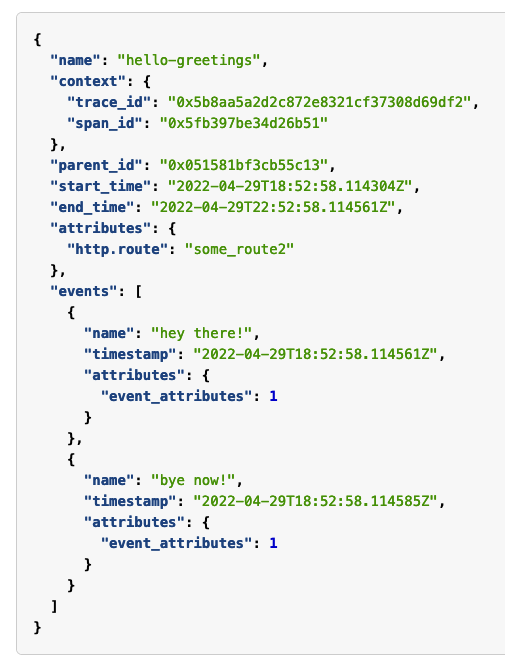 {
  "name": "hello-greetings",
  "context": {
    "trace_id": "0x5b8aa5a2d2c872e8321cf37308d69df2",
    "span_id": "0x5fb397be34d26b51"
  },
  "parent_id": "0x051581bf3cb55c13",
  "start_time": "2022-04-29T18:52:58.114304Z",
  "end_time": "2022-04-29T22:52:58.114561Z",
  "attributes": {
    "http.route": "some_route2"
  },
  "events": [
    {
      "name": "hey there!",
      "timestamp": "2022-04-29T18:52:58.114561Z",
      "attributes": {
        "event_attributes": 1
      }
    },
    {
      "name": "bye now!",
      "timestamp": "2022-04-29T18:52:58.114585Z",
      "attributes": {
        "event_attributes": 1
      }
    }
  ]
}